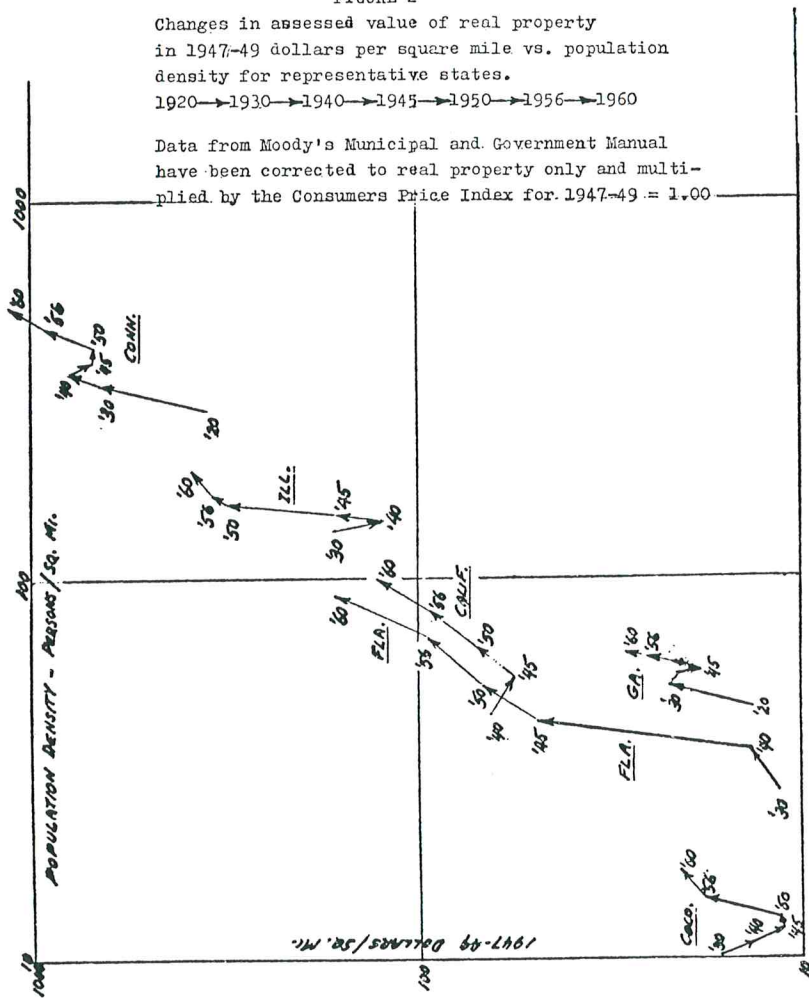 FIGURE 2
Changes in assessed value of real property
in 1947-49 dollars per square mile vs. population
density for representative states.
1920→1930→1940→1945→1950→1956→1960
Data from Moody's Municipal and Government Manual
have been corrected to real property only and multi-
plied by the Consumers Price Index for 1947-49 = 1.00
POPULATION DENSITY - PERSONS/SQ. MI.
10
100
1000
1947-49 DOLLARS/SQ. MI.
1000
100
10
CONN.
'20
'30
'40
'45
'50
'56
'60
ILL.
'30
'40
'45
'50
'56
'60
CALIF.
'40
'45
'50
'56
'60
FLA.
FLA.
'30
'40
'45
'50
'56
'60
GA.
'20
'30
'45
'56
'60
COLO.
'30
'40
'45
'50
'56
'60